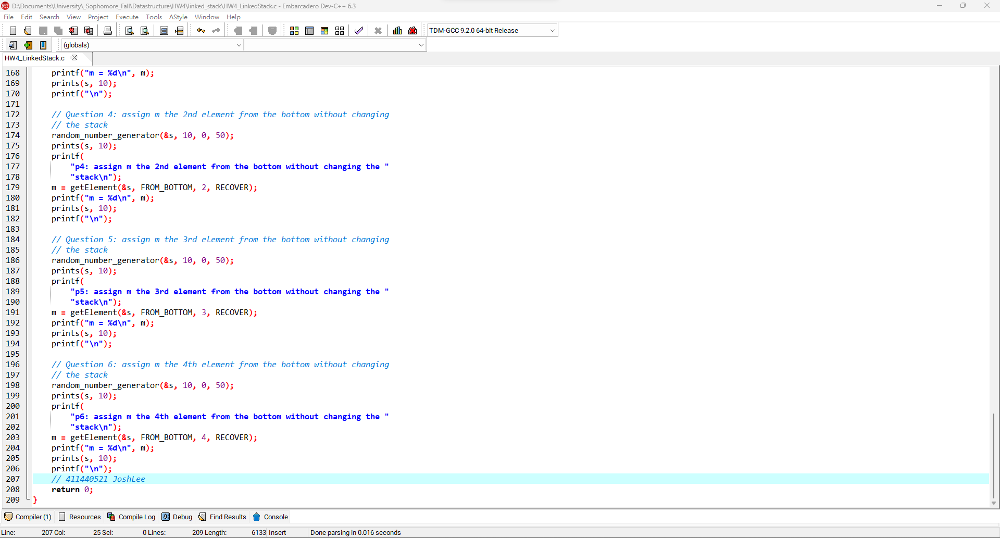 D:\Documents\University\_Sophomore_Fall\Datastructure\HW4\linked_stack\HW4_LinkedStack.c - Embarcadero Dev-C++ 6.3
File Edit Search View Project Execute Tools AStyle Window Help
TDM-GCC 9.2.0 64-bit Release
(globals)
HW4_LinkedStack.c
168 printf("m = %d\n", m);
169 prints(s, 10);
170 printf("\n");
171
172 // Question 4: assign m the 2nd element from the bottom without changing
173 // the stack
174 random_number_generator(&s, 10, 0, 50);
175 prints(s, 10);
176 printf(
177 "p4: assign m the 2nd element from the bottom without changing the "
178 "stack\n");
179 m = getElement(&s, FROM_BOTTOM, 2, RECOVER);
180 printf("m = %d\n", m);
181 prints(s, 10);
182 printf("\n");
183
184 // Question 5: assign m the 3rd element from the bottom without changing
185 // the stack
186 random_number_generator(&s, 10, 0, 50);
187 prints(s, 10);
188 printf(
189 "p5: assign m the 3rd element from the bottom without changing the "
190 "stack\n");
191 m = getElement(&s, FROM_BOTTOM, 3, RECOVER);
192 printf("m = %d\n", m);
193 prints(s, 10);
194 printf("\n");
195
196 // Question 6: assign m the 4th element from the bottom without changing
197 // the stack
198 random_number_generator(&s, 10, 0, 50);
199 prints(s, 10);
200 printf(
201 "p6: assign m the 4th element from the bottom without changing the "
202 "stack\n");
203 m = getElement(&s, FROM_BOTTOM, 4, RECOVER);
204 printf("m = %d\n", m);
205 prints(s, 10);
206 printf("\n");
207 // 411440521 JoshLee
208 return 0;
209 }
Compiler (1) Resources Compile Log Debug Find Results Console
Line: 207 Col: 25 Sel: 0 Lines: 209 Length: 6133 Insert Done parsing in 0.016 seconds